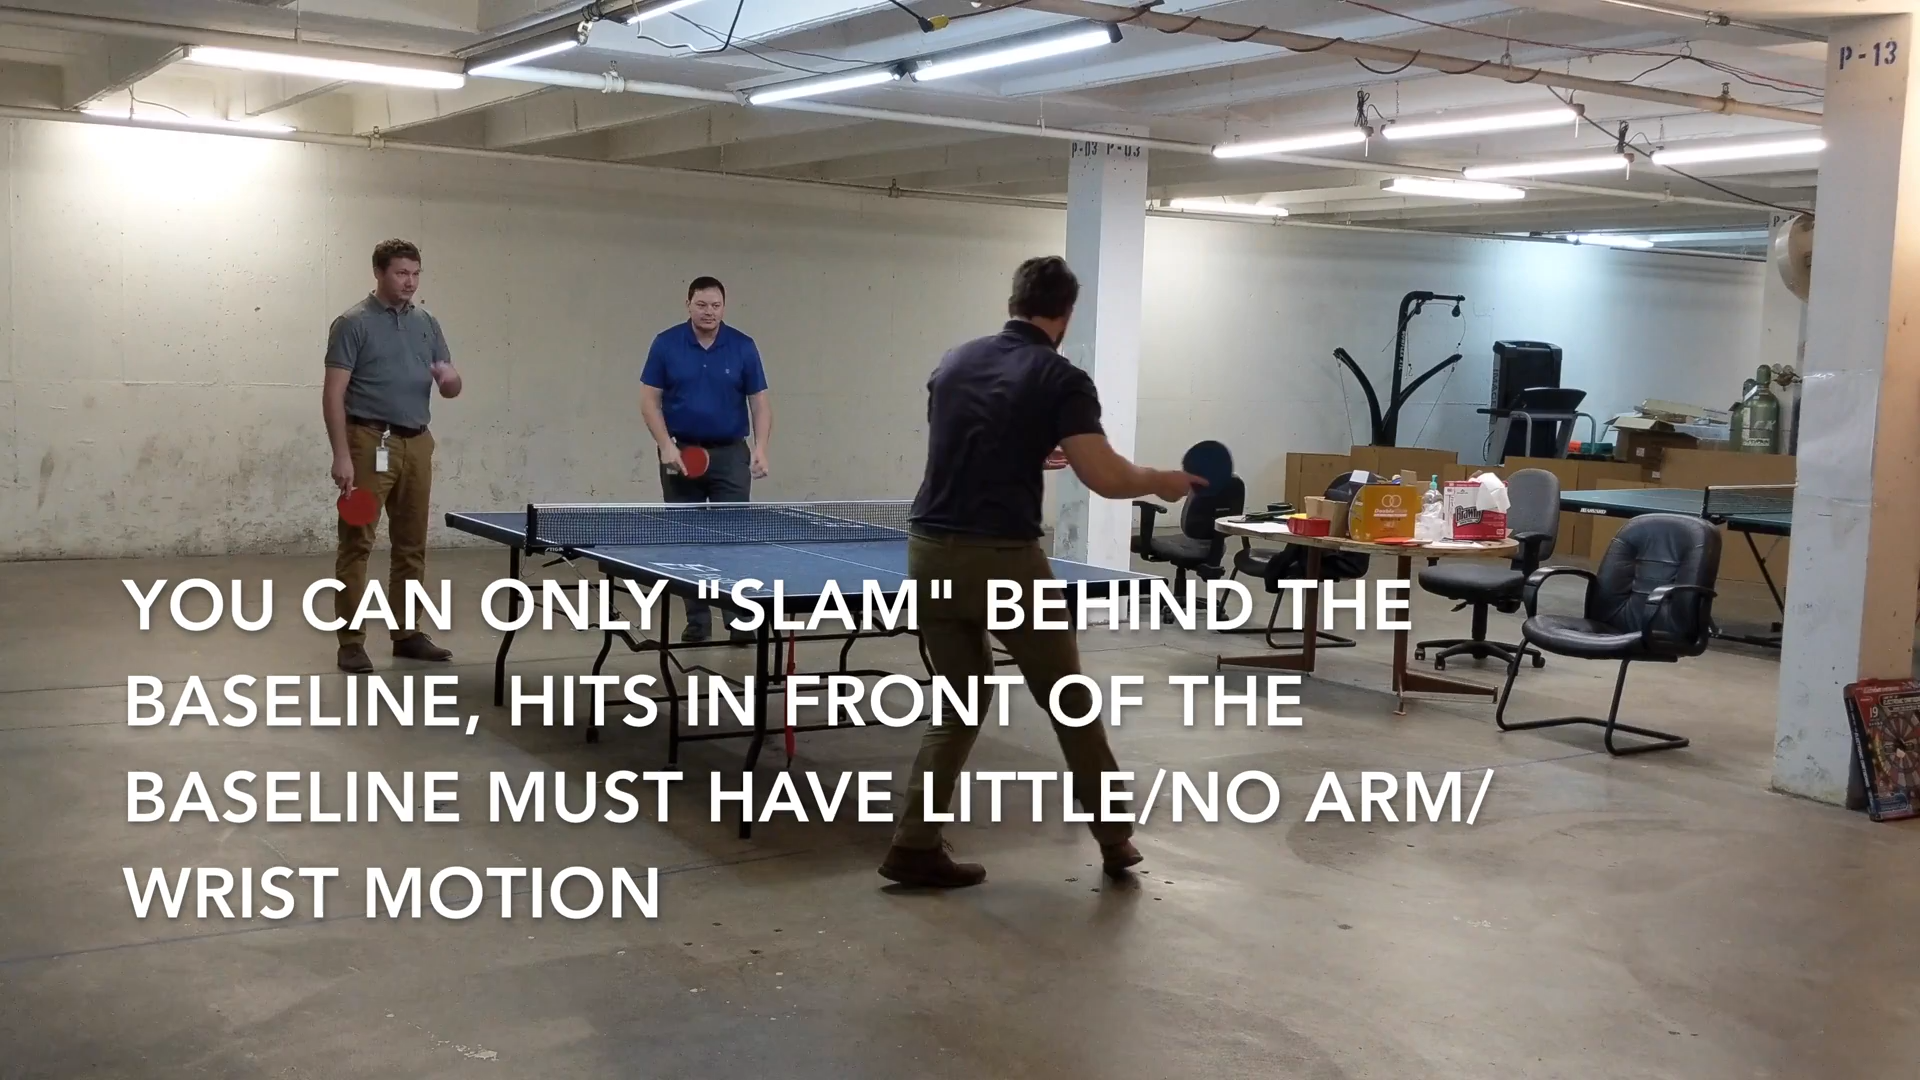 P-13
P-03 P-03
YOU CAN ONLY "SLAM" BEHIND THE
BASELINE, HITS IN FRONT OF THE
BASELINE MUST HAVE LITTLE/NO ARM/
WRIST MOTION